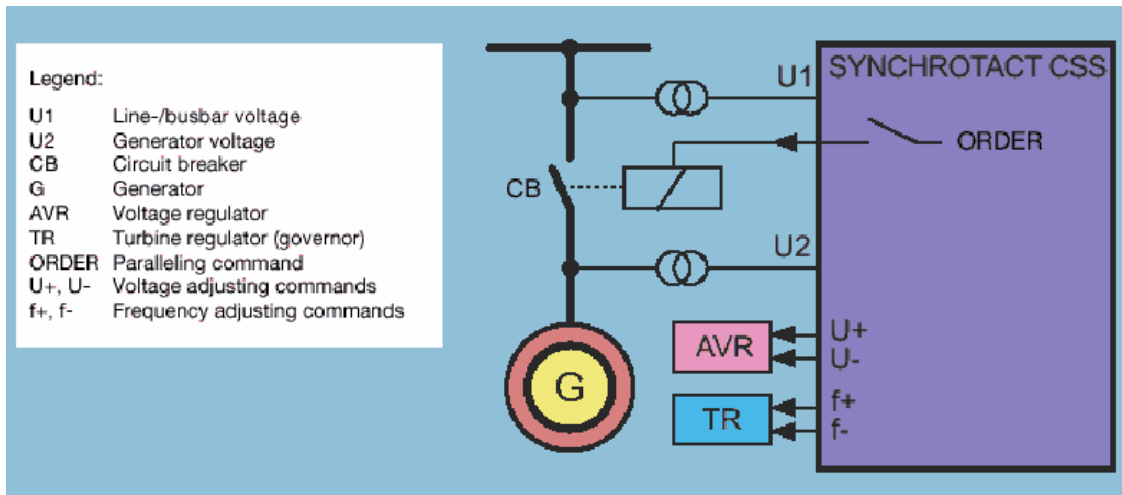 Legend:
U1 Line-/busbar voltage
U2 Generator voltage
CB Circuit breaker
G Generator
AVR Voltage regulator
TR Turbine regulator (governor)
ORDER Paralleling command
U+, U- Voltage adjusting commands
f+, f- Frequency adjusting commands
U1
SYNCHROTACT CSS
ORDER
CB
U2
G
AVR
U+
U-
TR
f+
f-